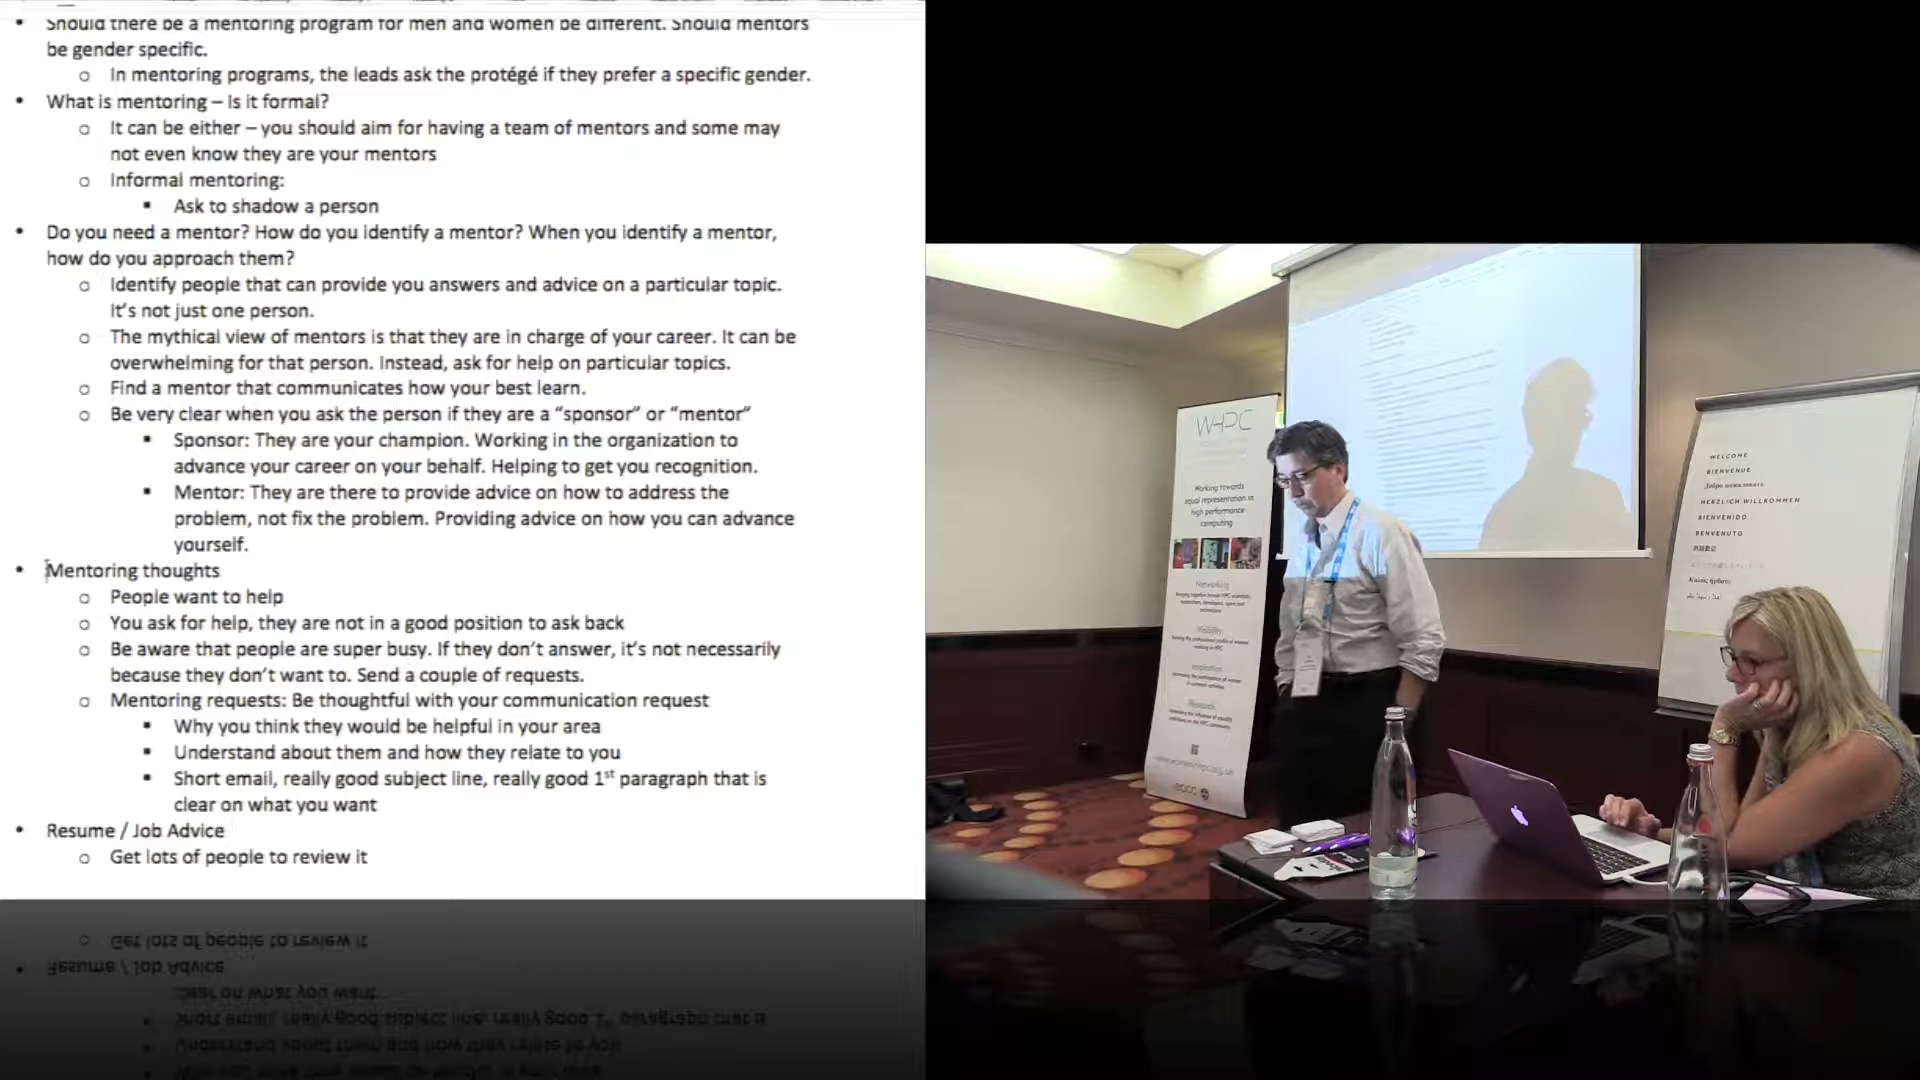 Should there be a mentoring program for men and women be different. Should mentors
be gender specific.
In mentoring programs, the leads ask the protégé if they prefer a specific gender.
What is mentoring – Is it formal?
It can be either – you should aim for having a team of mentors and some may
not even know they are your mentors
Informal mentoring:
Ask to shadow a person
Do you need a mentor? How do you identify a mentor? When you identify a mentor,
how do you approach them?
Identify people that can provide you answers and advice on a particular topic.
It's not just one person.
The mythical view of mentors is that they are in charge of your career. It can be
overwhelming for that person. Instead, ask for help on particular topics.
Find a mentor that communicates how your best learn.
Be very clear when you ask the person if they are a “sponsor” or “mentor”
Sponsor: They are your champion. Working in the organization to
advance your career on your behalf. Helping to get you recognition.
Mentor: They are there to provide advice on how to address the
problem, not fix the problem. Providing advice on how you can advance
yourself.
Mentoring thoughts
People want to help
You ask for help, they are not in a good position to ask back
Be aware that people are super busy. If they don't answer, it's not necessarily
because they don't want to. Send a couple of requests.
Mentoring requests: Be thoughtful with your communication request
Why you think they would be helpful in your area
Understand about them and how they relate to you
Short email, really good subject line, really good 1st paragraph that is
clear on what you want
Resume / Job Advice
Get lots of people to review it
WHPC
Working towards
equal representation in
high performance
computing
Networking
Visibility
Inspiration
Research
epcc
WELCOME
BIENVENUE
Добро пожаловать
HERZLICH WILLKOMMEN
BIENVENIDO
BENVENUTO